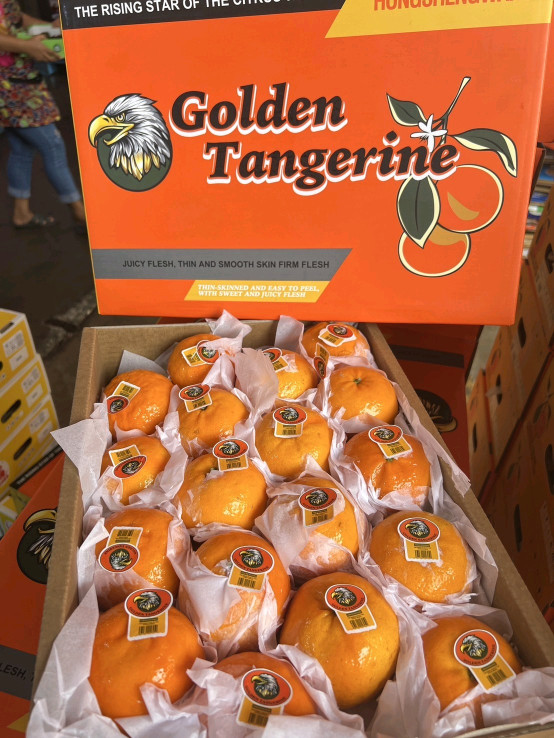 THE RISING STAR OF THE CITRUS
Golden
Tangerine
JUICY FLESH, THIN AND SMOOTH SKIN FIRM FLESH
THIN-SKINNED AND EASY TO PEEL,
WITH SWEET AND JUICY FLESH